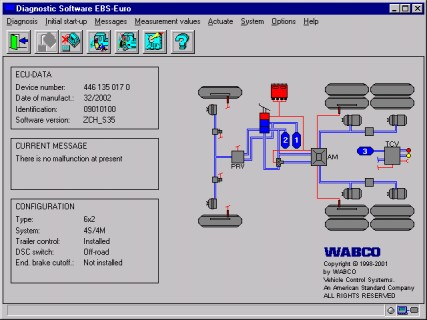 Diagnostic Software EBS-Euro
Diagnosis Initial start-up Messages Measurement values Actuate System Options Help
ECU-DATA
Device number: 446 135 017 0
Date of manufact.: 32/2002
Identification: 09010100
Software version: ZCH_S35
CURRENT MESSAGE
There is no malfunction at present
CONFIGURATION
Type: 6x2
System: 4S/4M
Trailer control: Installed
DSC switch: Off-road
End. brake cutoff.: Not installed
PRV
2 1
AM
3
TCV
WABCO
Copyright © 1998-2001
by WABCO
Vehicle Control Systems.
An American Standard Company
ALL RIGHTS RESERVED